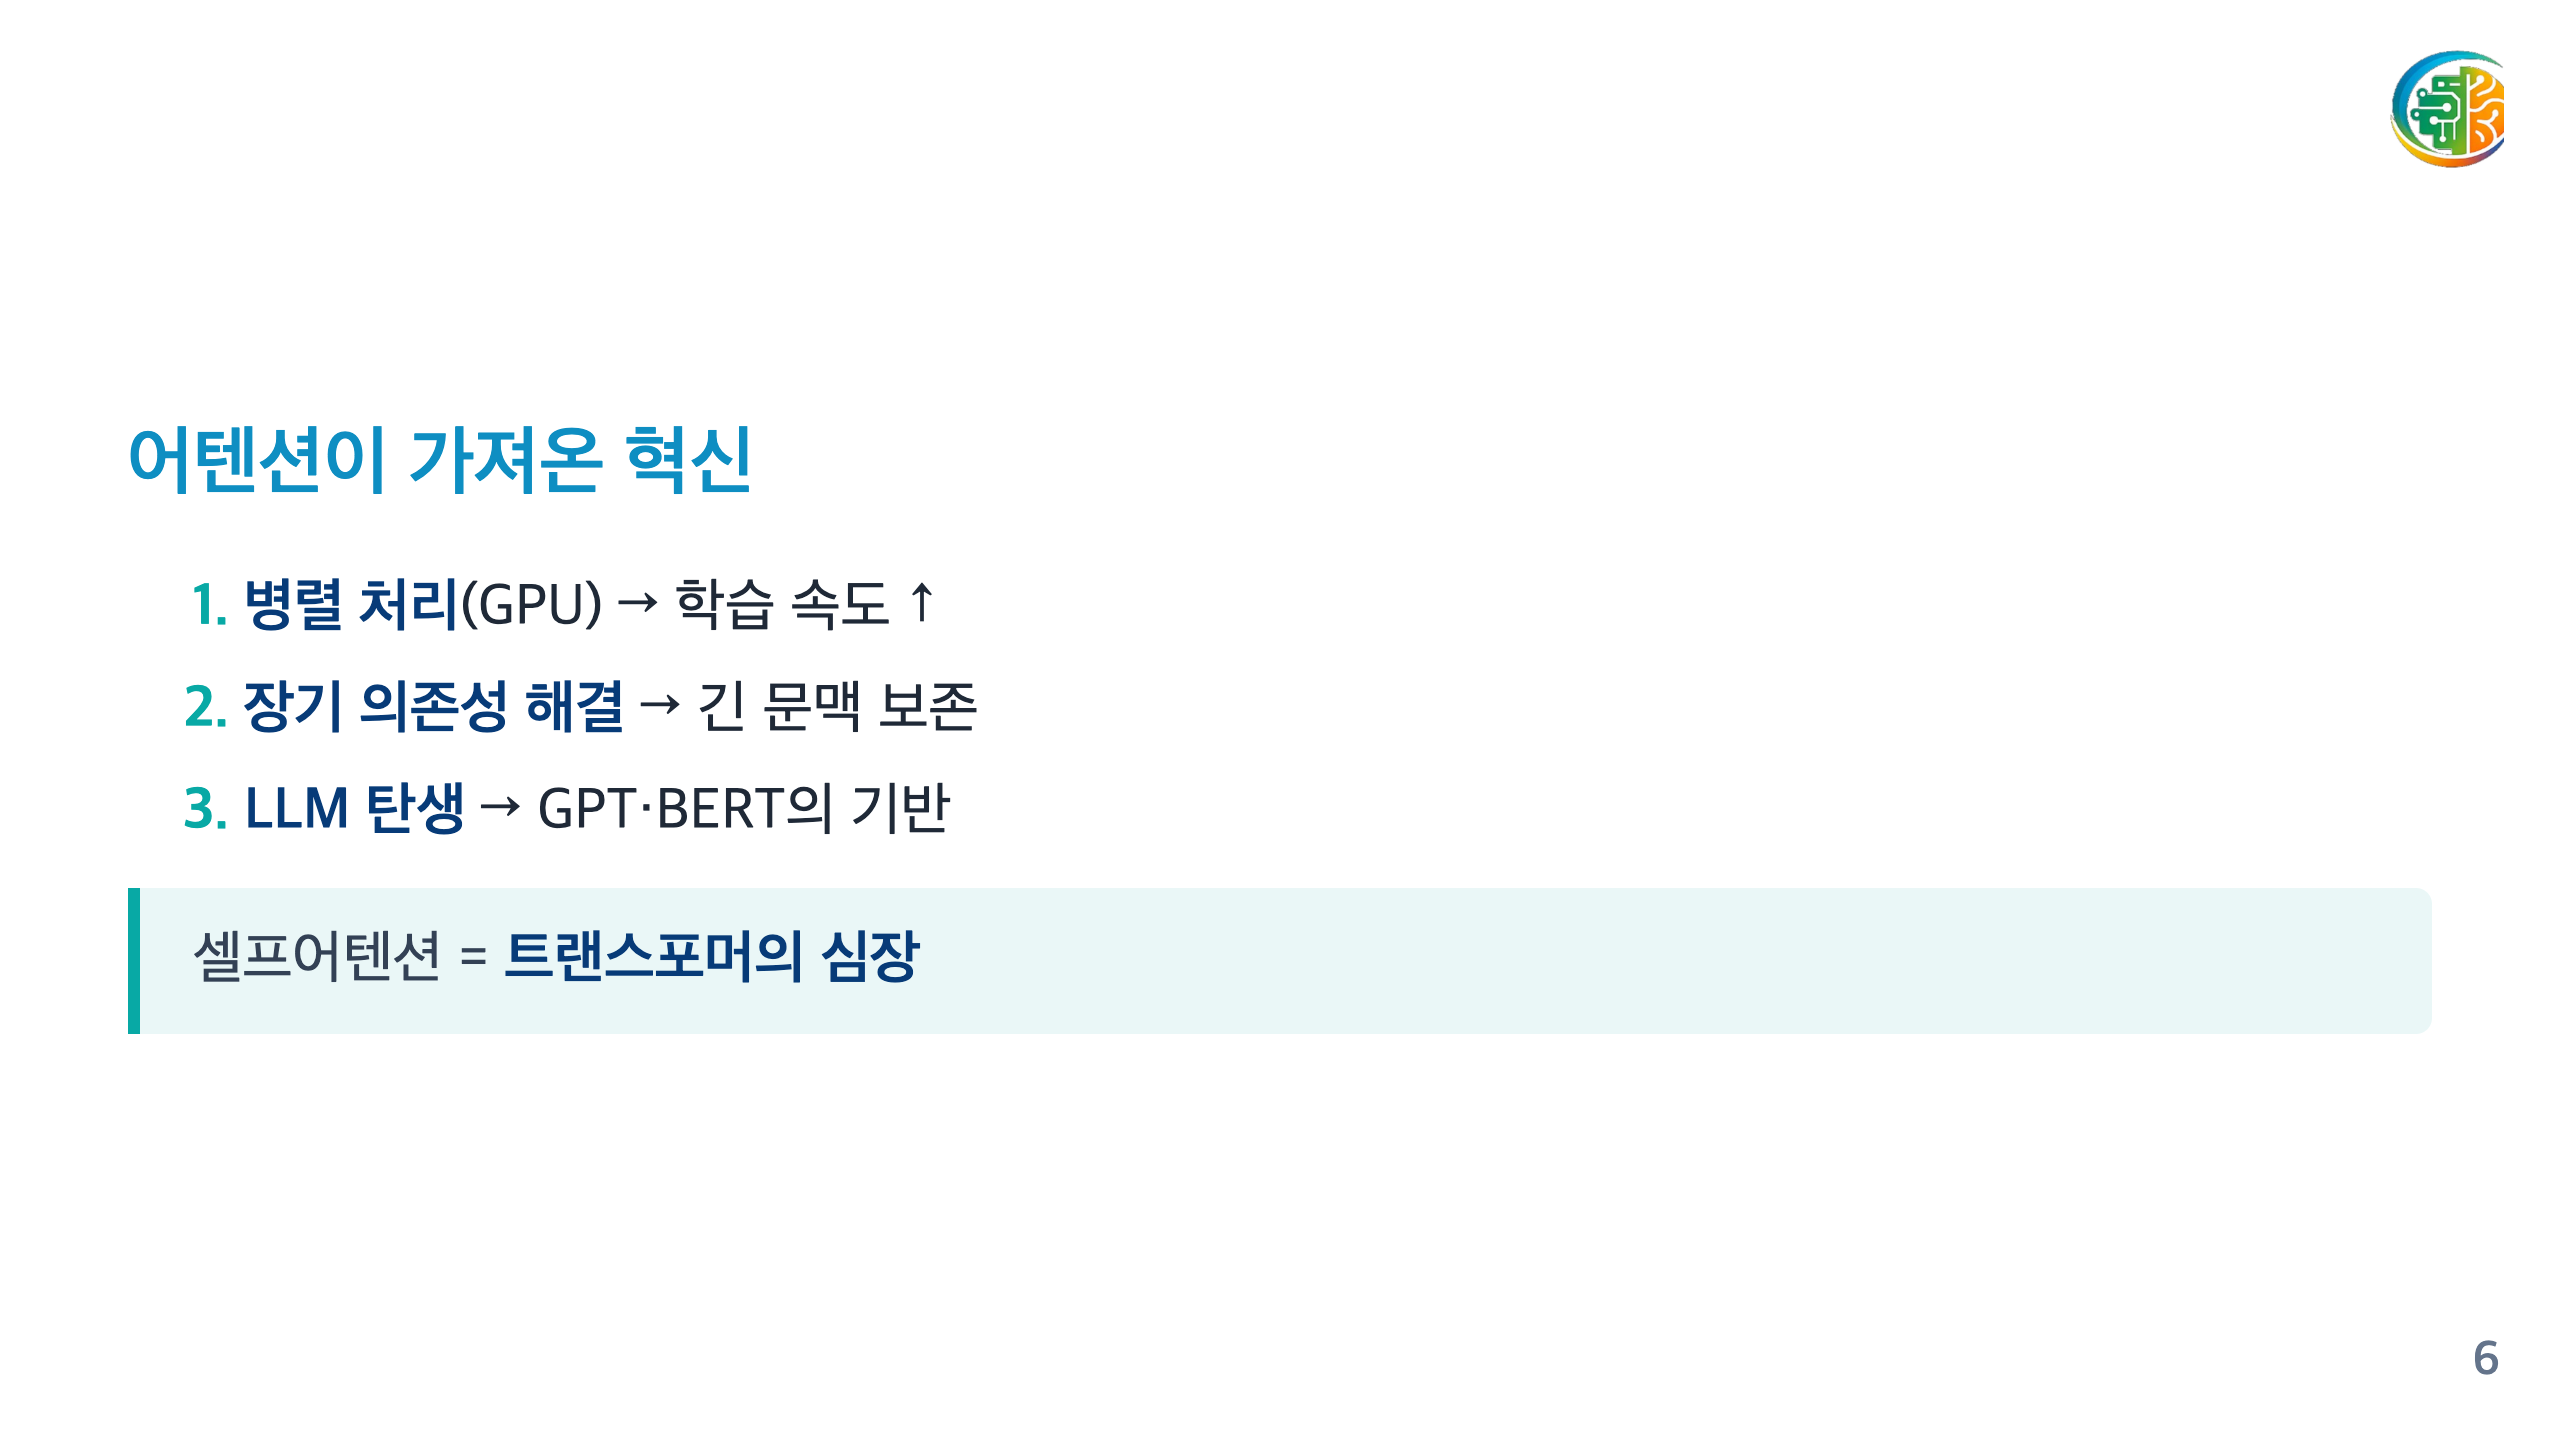 어텐션이 가져온 혁신
1. 병렬 처리(GPU) → 학습 속도 ↑
2. 장기 의존성 해결 → 긴 문맥 보존
3. LLM 탄생 → GPT·BERT의 기반
셀프어텐션 = 트랜스포머의 심장
6